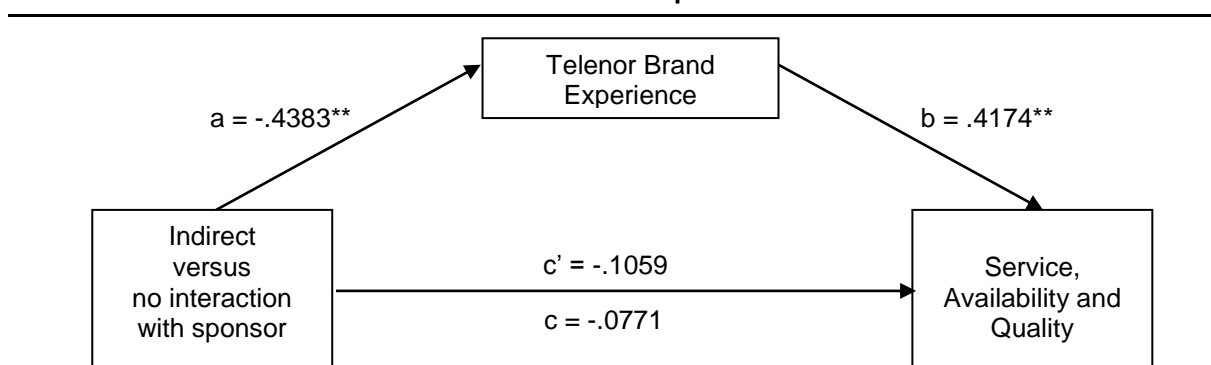 Telenor Brand
Experience
a = -.4383**
b = .4174**
Indirect
versus
no interaction
with sponsor
c’ = -.1059
c = -.0771
Service,
Availability and
Quality